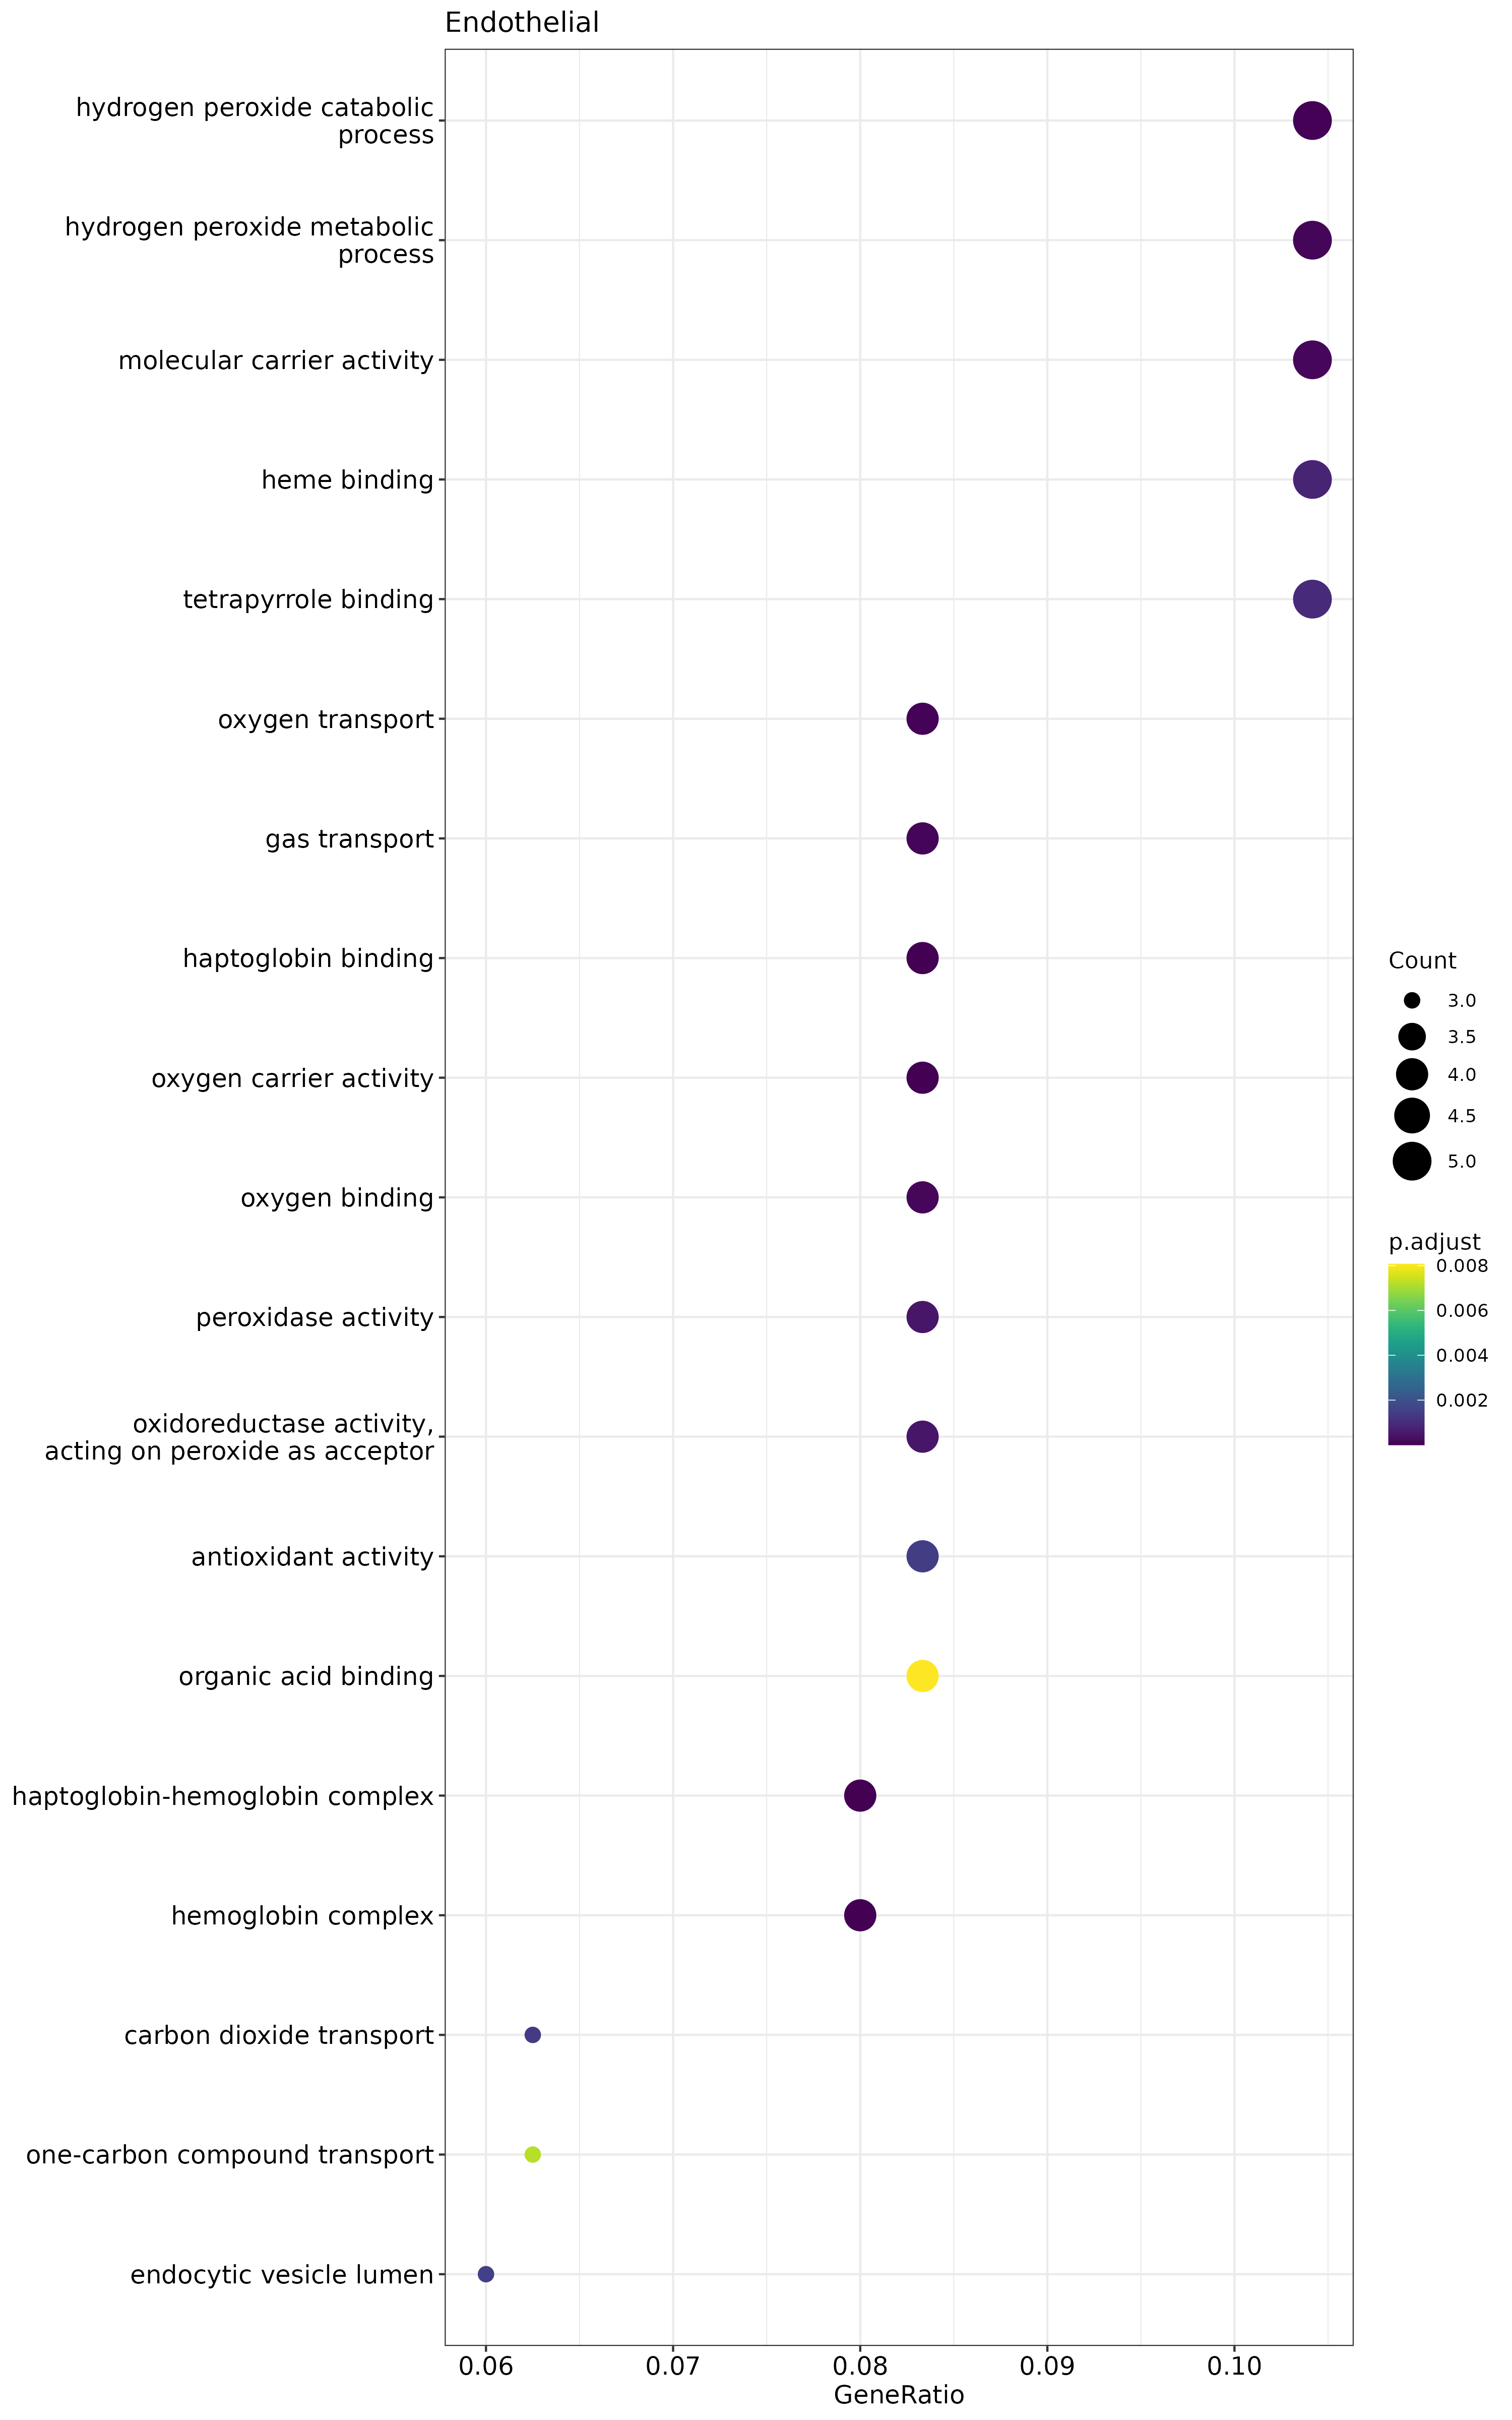 Endothelial
hydrogen peroxide catabolic
process
hydrogen peroxide metabolic
process
molecular carrier activity
heme binding
tetrapyrrole binding
oxygen transport
gas transport
haptoglobin binding
oxygen carrier activity
oxygen binding
peroxidase activity
oxidoreductase activity,
acting on peroxide as acceptor
antioxidant activity
organic acid binding
haptoglobin-hemoglobin complex
hemoglobin complex
carbon dioxide transport
one-carbon compound transport
endocytic vesicle lumen
0.06 0.07 0.08 0.09 0.10
GeneRatio
Count
3.0
3.5
4.0
4.5
5.0
p.adjust
0.008
0.006
0.004
0.002